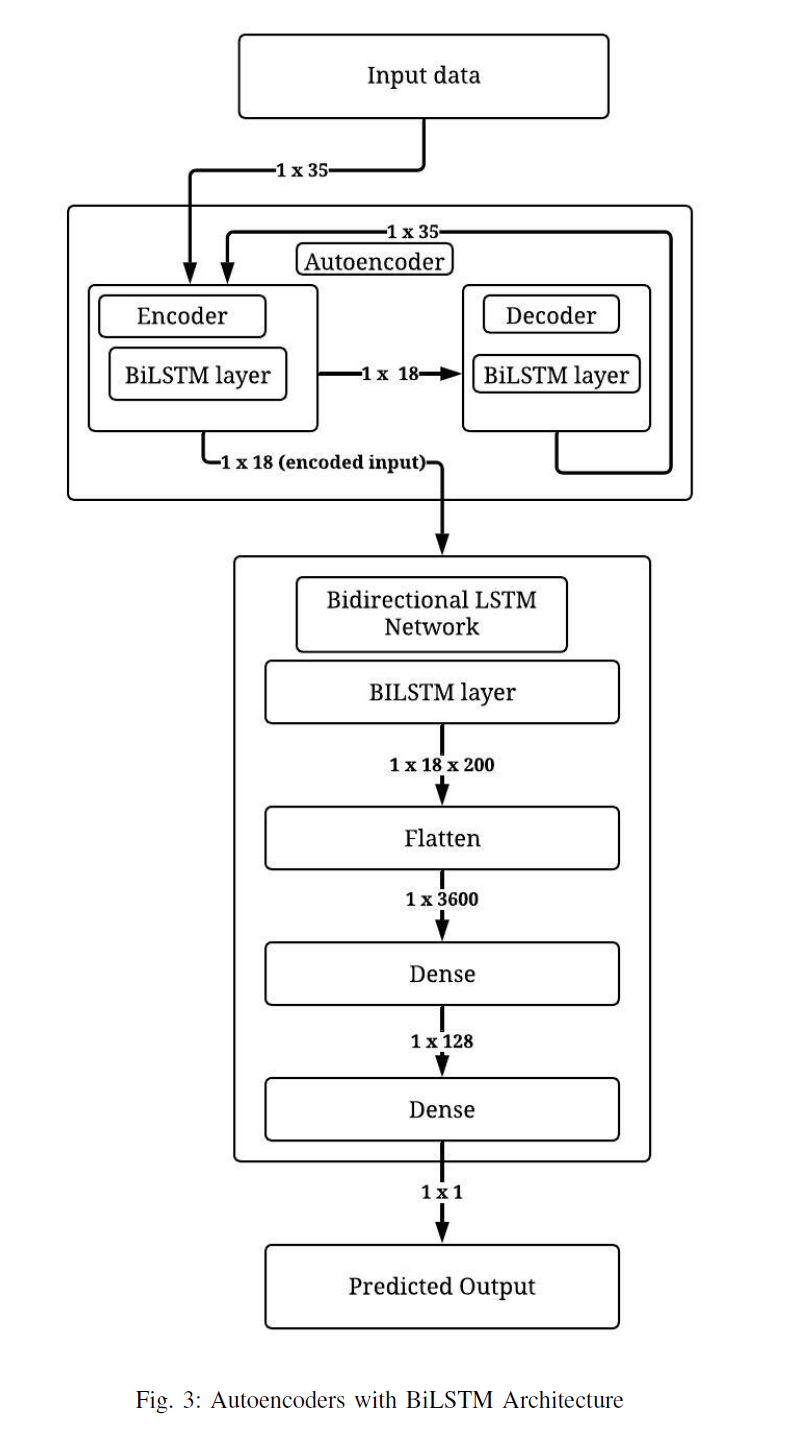 Input data
1 x 35
1 x 35
Autoencoder
Encoder
Decoder
BiLSTM layer
1 x 18
BiLSTM layer
1 x 18 (encoded input)
Bidirectional LSTM
Network
BILSTM layer
1 x 18 x 200
Flatten
1 x 3600
Dense
1 x 128
Dense
1 x 1
Predicted Output
Fig. 3: Autoencoders with BiLSTM Architecture